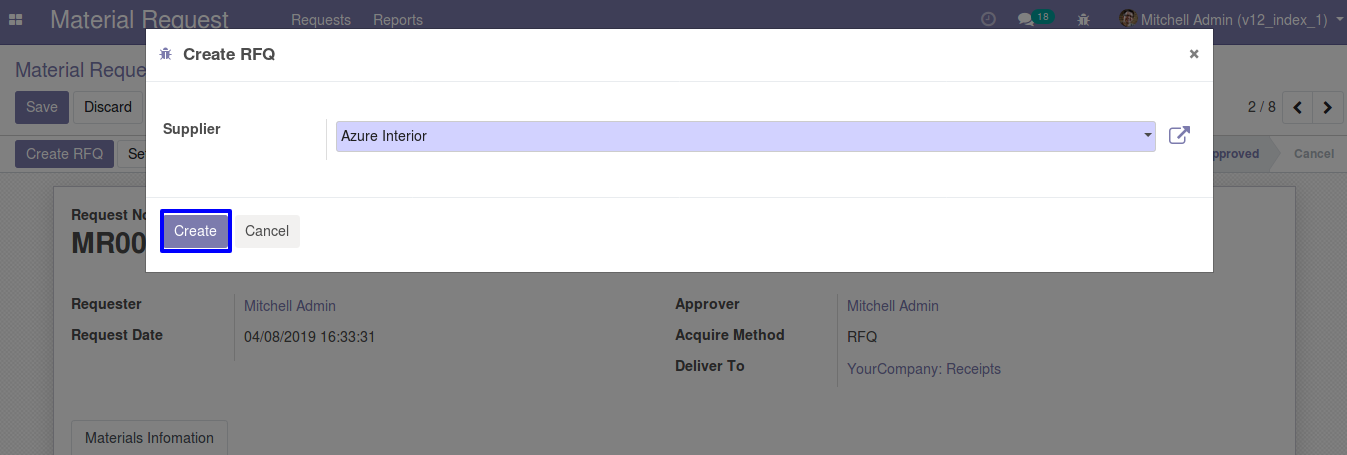 Material Request Requests Reports 18 Mitchell Admin (v12_index_1)
Create RFQ ×
Material Reque
Save Discard 2 / 8
Supplier Azure Interior
Create RFQ Se pproved Cancel
Request No
MR00
Create Cancel
Requester Mitchell Admin Approver Mitchell Admin
Request Date 04/08/2019 16:33:31 Acquire Method RFQ
Deliver To YourCompany: Receipts
Materials Infomation